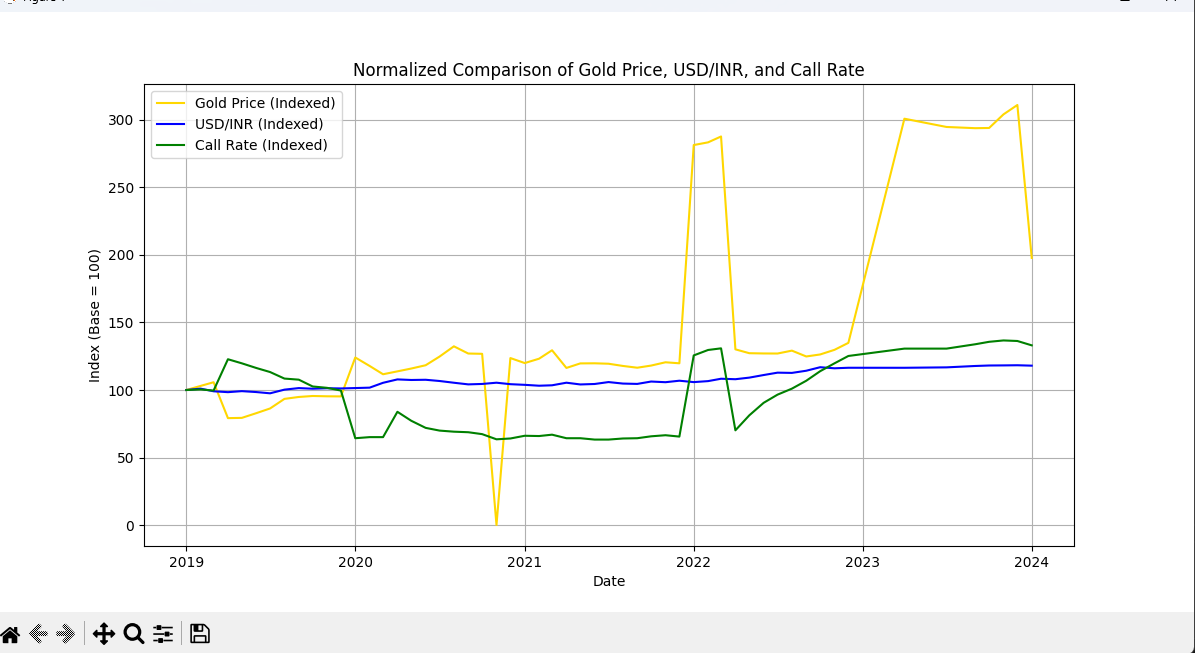 Normalized Comparison of Gold Price, USD/INR, and Call Rate
Gold Price (Indexed)
USD/INR (Indexed)
Call Rate (Indexed)
Index (Base = 100)
300
250
200
150
100
50
0
2019 2020 2021 2022 2023 2024
Date